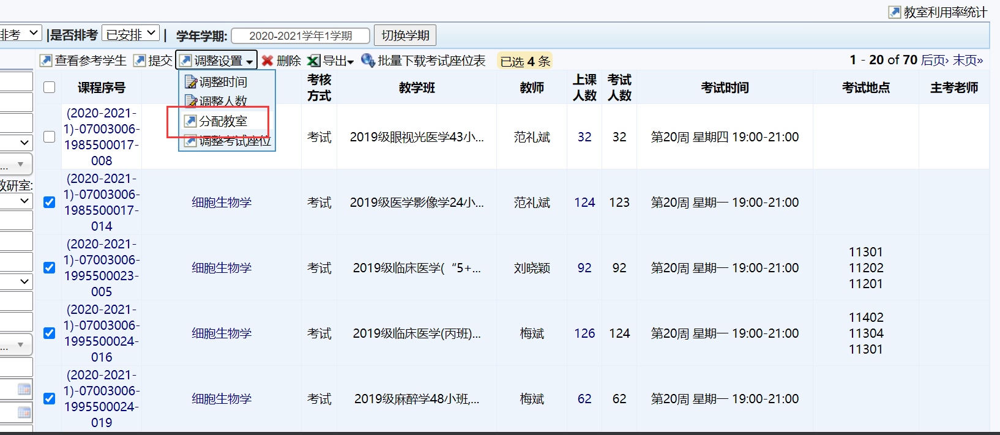 教室利用率统计
排考 |是否排考 已安排 | 学年学期: 2020-2021学年1学期 切换学期
查看参考学生 提交 调整设置 删除 导出 批量下载考试座位表 已选 4 条 1 - 20 of 70 后页› 末页»
调整时间
调整人数
分配教室
调整考试座位
课程序号 考核方式 教学班 教师 上课人数 考试人数 考试时间 考试地点 主考老师
(2020-2021-
1)-07003006-
1985500017-
008
考试 2019级眼视光医学43小... 范礼斌 32 32 第20周 星期四 19:00-21:00
(2020-2021-
1)-07003006-
1985500017-
014
细胞生物学 考试 2019级医学影像学24小... 范礼斌 124 123 第20周 星期一 19:00-21:00
...
教研室:
(2020-2021-
1)-07003006-
1995500023-
005
细胞生物学 考试 2019级临床医学(“5+... 刘晓颖 92 92 第20周 星期一 19:00-21:00
11301
11202
11201
(2020-2021-
1)-07003006-
1995500024-
016
细胞生物学 考试 2019级临床医学(丙班)... 梅斌 126 124 第20周 星期一 19:00-21:00
11402
11304
11301
...
(2020-2021-
1)-07003006-
1995500024-
019
细胞生物学 考试 2019级麻醉学48小班,... 梅斌 62 62 第20周 星期一 19:00-21:00